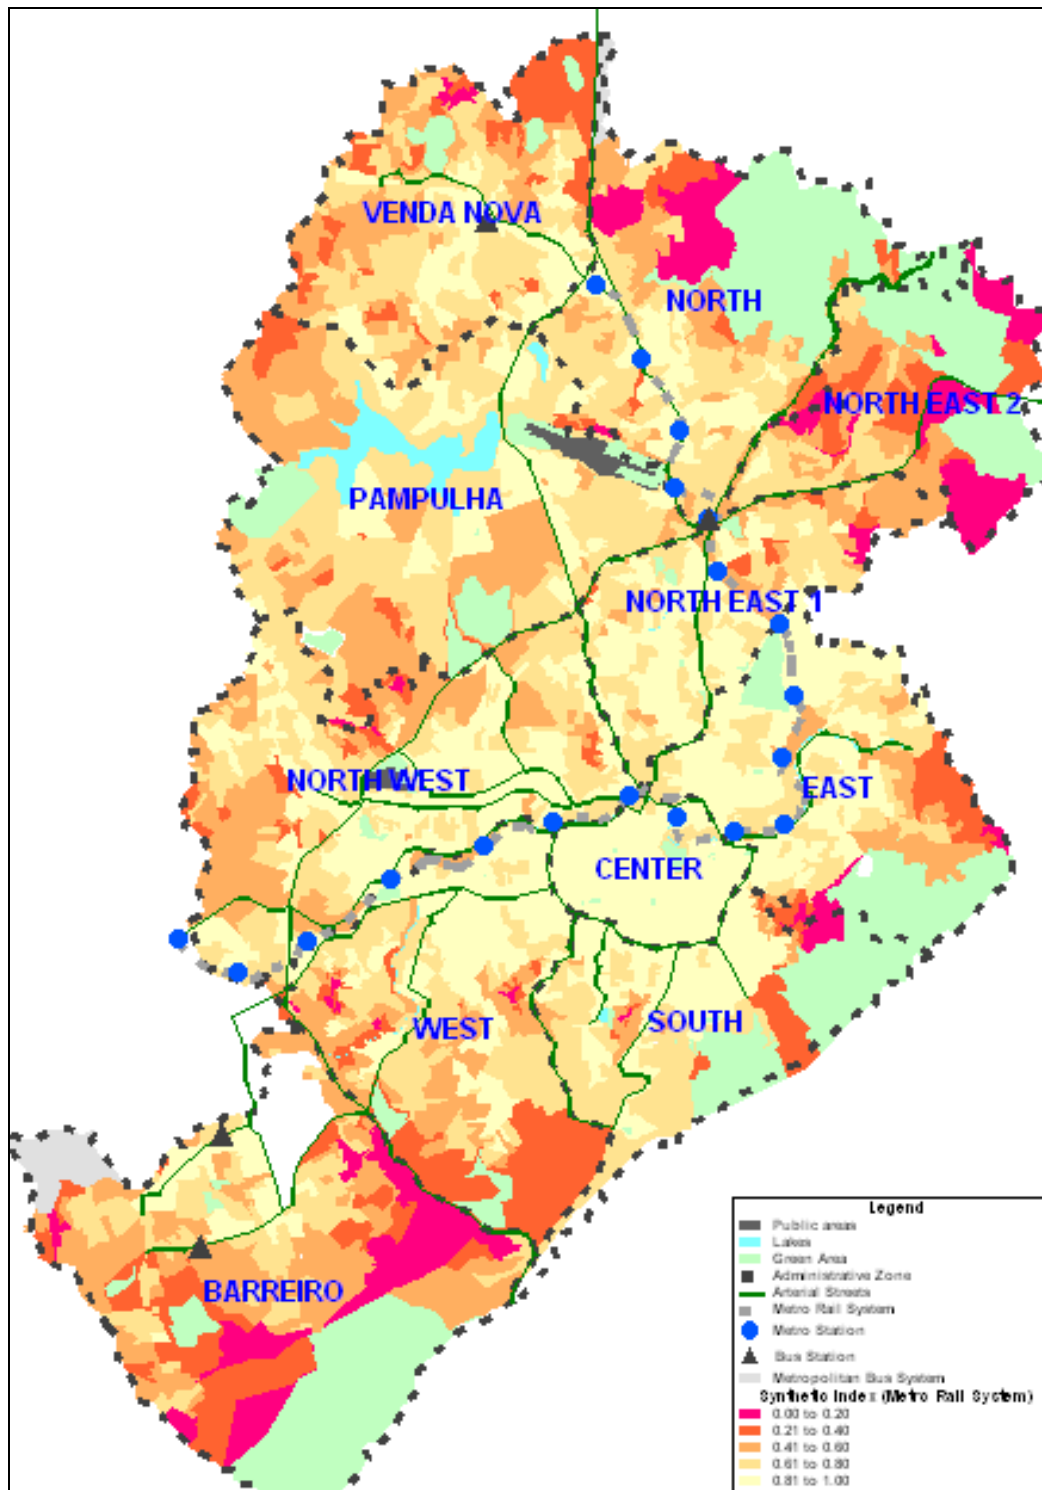 VENDA NOVA
NORTH
NORTH EAST 2
PAMPULHA
NORTH EAST 1
NORTH WEST
EAST
CENTER
WEST
SOUTH
BARREIRO
Legend
Public areas
Lakes
Green Area
Administrative Zone
Arterial Streets
Metro Rail System
Metro Station
Bus Station
Metropolitan Bus System
Synthetic Index (Metro Rail System)
0.00 to 0.20
0.21 to 0.40
0.41 to 0.60
0.61 to 0.80
0.81 to 1.00